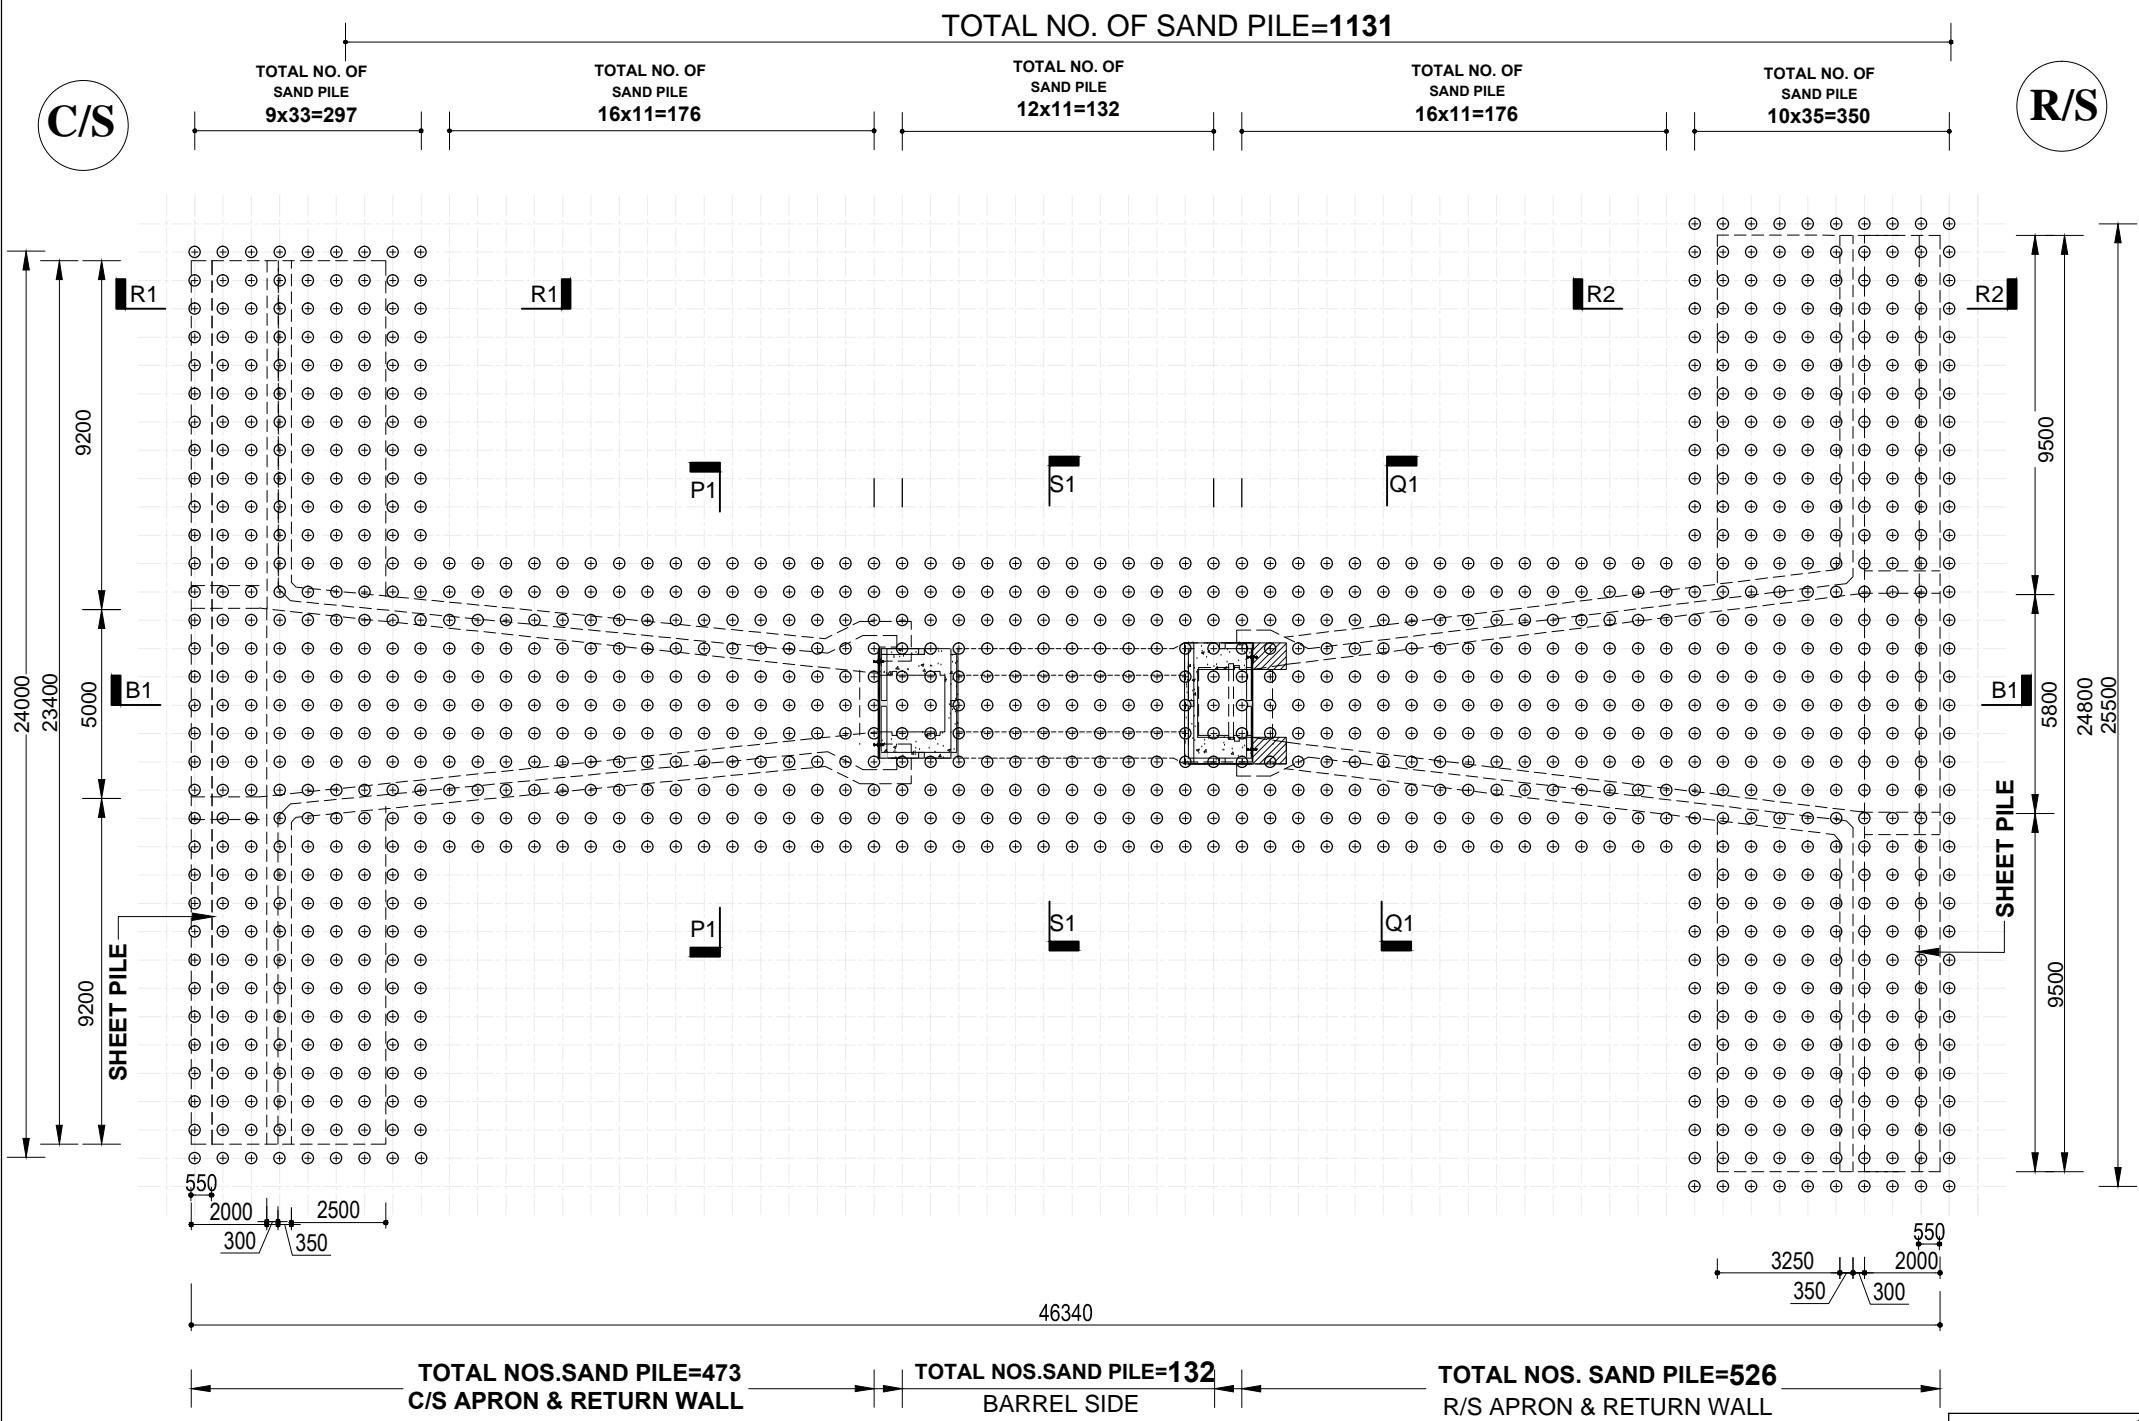 TOTAL NO. OF SAND PILE=1131
C/S
TOTAL NO. OF
SAND PILE
9x33=297
TOTAL NO. OF
SAND PILE
16x11=176
TOTAL NO. OF
SAND PILE
12x11=132
TOTAL NO. OF
SAND PILE
16x11=176
TOTAL NO. OF
SAND PILE
10x35=350
R/S
R1
R1
R2
R2
9200
9500
P1
S1
Q1
24000
23400
5000
B1
B1
5800
24800
25500
SHEET PILE
SHEET PILE
P1
S1
Q1
9200
9500
550
2000
300
350
2500
550
3250
2000
350
300
46340
TOTAL NOS.SAND PILE=473
C/S APRON & RETURN WALL
TOTAL NOS.SAND PILE=132
BARREL SIDE
TOTAL NOS. SAND PILE=526
R/S APRON & RETURN WALL